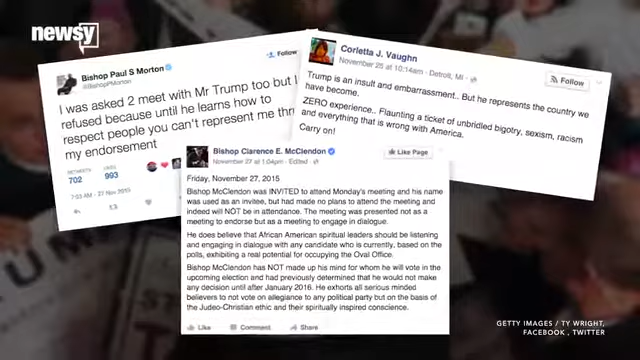 newsy
Bishop Paul S Morton
@BishopPMorton
Follow
I was asked 2 meet with Mr Trump too but I
refused because until he learns how to
respect people you can't represent me thru
my endorsement
RETWEETS
702
LIKES
993
7:53 AM - 27 Nov 2015
Corletta J. Vaughn
November 25 at 10:14am · Detroit, MI ·
Follow
Trump is an insult and embarrassment.. But he represents the country we
have become.
ZERO experience.. Flaunting a ticket of unbridled bigotry, sexism, racism
and everything that is wrong with America.
Carry on!
Bishop Clarence E. McClendon
November 27 at 1:04pm · Edited ·
Like Page
Friday, November 27, 2015
Bishop McClendon was INVITED to attend Monday's meeting and his name
was used as an invitee, but had made no plans to attend the meeting and
indeed will NOT be in attendance. The meeting was presented not as a
meeting to endorse but as a meeting to engage in dialogue.
He does believe that African American spiritual leaders should be listening
and engaging in dialogue with any candidate who is currently, based on the
polls, exhibiting a real potential for occupying the Oval Office.
Bishop McClendon has NOT made up his mind for whom he will vote in the
upcoming election and had previously determined that he would not make
any decision until after January 2016. He exhorts all serious minded
believers to not vote on allegiance to any political party but on the basis of
the Judeo-Christian ethic and their spiritually inspired conscience.
Like
Comment
Share
GETTY IMAGES / TY WRIGHT,
FACEBOOK , TWITTER